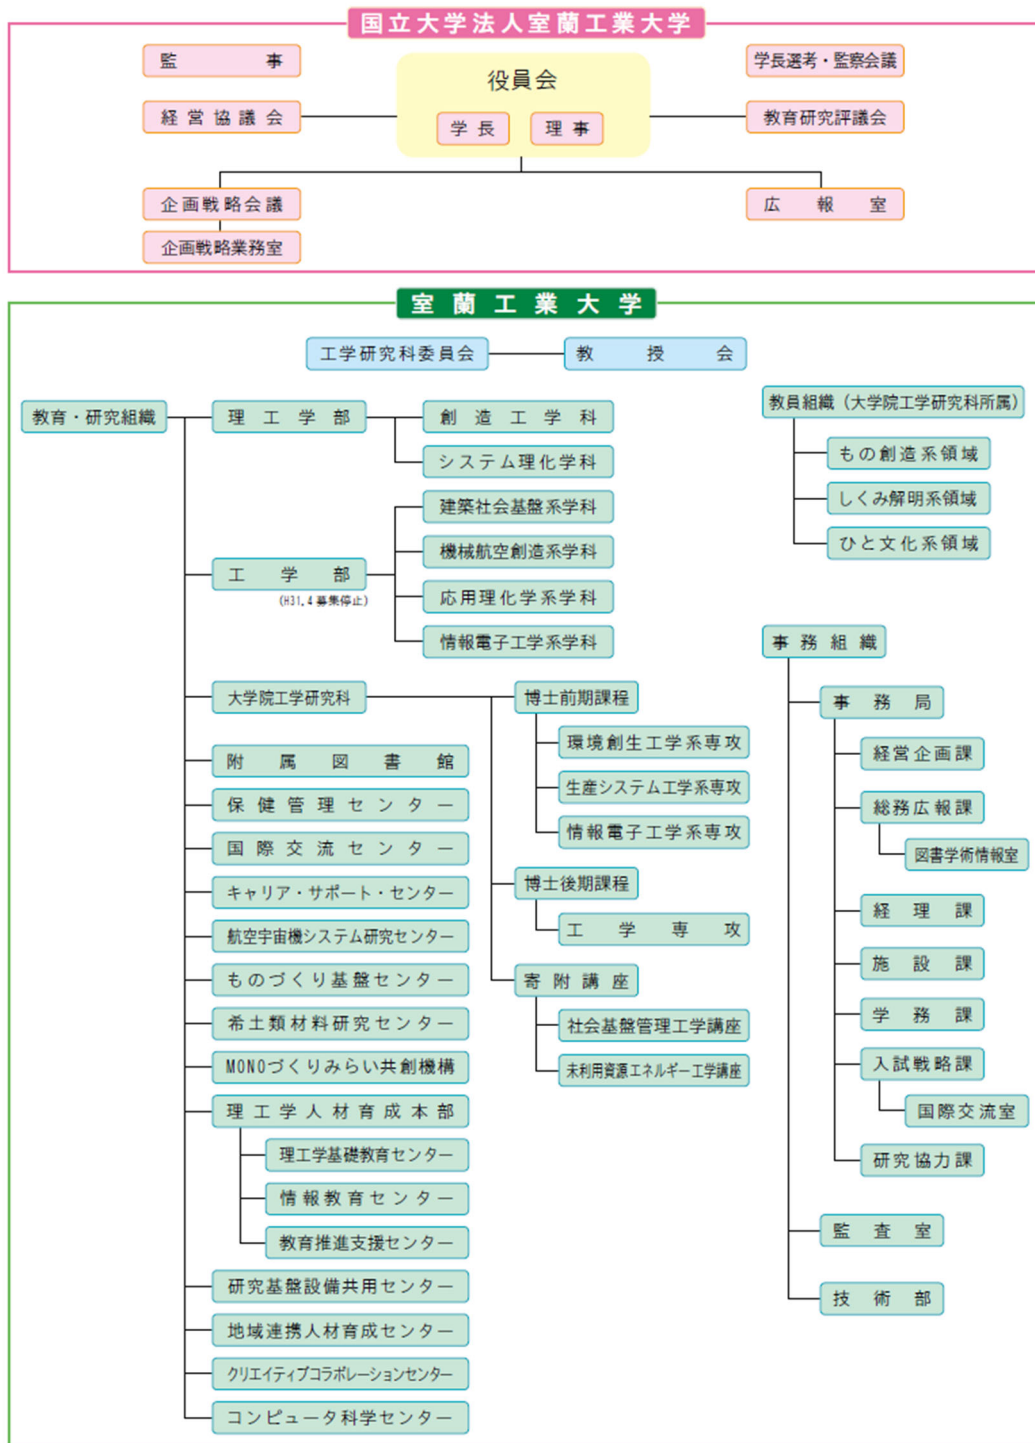 国立大学法人室蘭工業大学
監事
役員会
学長選考・監察会議
経営協議会
学長
理事
教育研究評議会
企画戦略会議
広報室
企画戦略業務室
室蘭工業大学
工学研究科委員会
教授会
教育・研究組織
理工学部
創造工学科
システム理化学科
工学部
(H31.4 募集停止)
建築社会基盤系学科
機械航空創造系学科
応用理化学系学科
情報電子工学系学科
大学院工学研究科
博士前期課程
環境創生工学系専攻
生産システム工学系専攻
情報電子工学系専攻
博士後期課程
工学専攻
寄附講座
社会基盤管理工学講座
未利用資源エネルギー工学講座
附属図書館
保健管理センター
国際交流センター
キャリア・サポート・センター
航空宇宙機システム研究センター
ものづくり基盤センター
希土類材料研究センター
MONOづくりみらい共創機構
理工学人材育成本部
理工学基礎教育センター
情報教育センター
教育推進支援センター
研究基盤設備共用センター
地域連携人材育成センター
クリエイティブコラボレーションセンター
コンピュータ科学センター
教員組織（大学院工学研究科所属）
もの創造系領域
しくみ解明系領域
ひと文化系領域
事務組織
事務局
経営企画課
総務広報課
図書学術情報室
経理課
施設課
学務課
入試戦略課
国際交流室
研究協力課
監査室
技術部